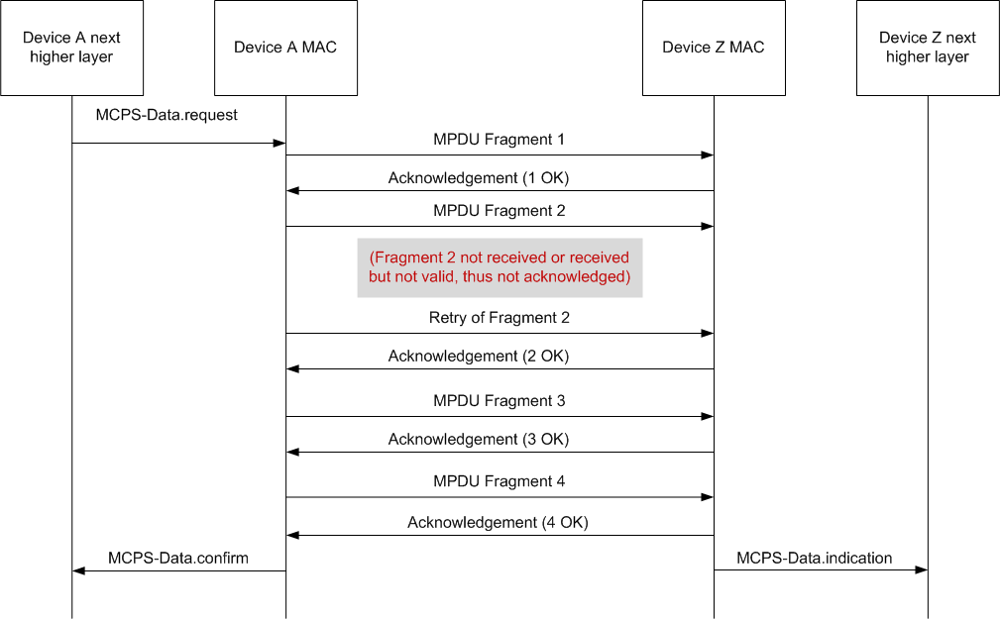 Device A next
higher layer
Device A MAC
Device Z MAC
Device Z next
higher layer
MCPS-Data.request
MPDU Fragment 1
Acknowledgement (1 OK)
MPDU Fragment 2
(Fragment 2 not received or received
but not valid, thus not acknowledged)
Retry of Fragment 2
Acknowledgement (2 OK)
MPDU Fragment 3
Acknowledgement (3 OK)
MPDU Fragment 4
Acknowledgement (4 OK)
MCPS-Data.confirm
MCPS-Data.indication